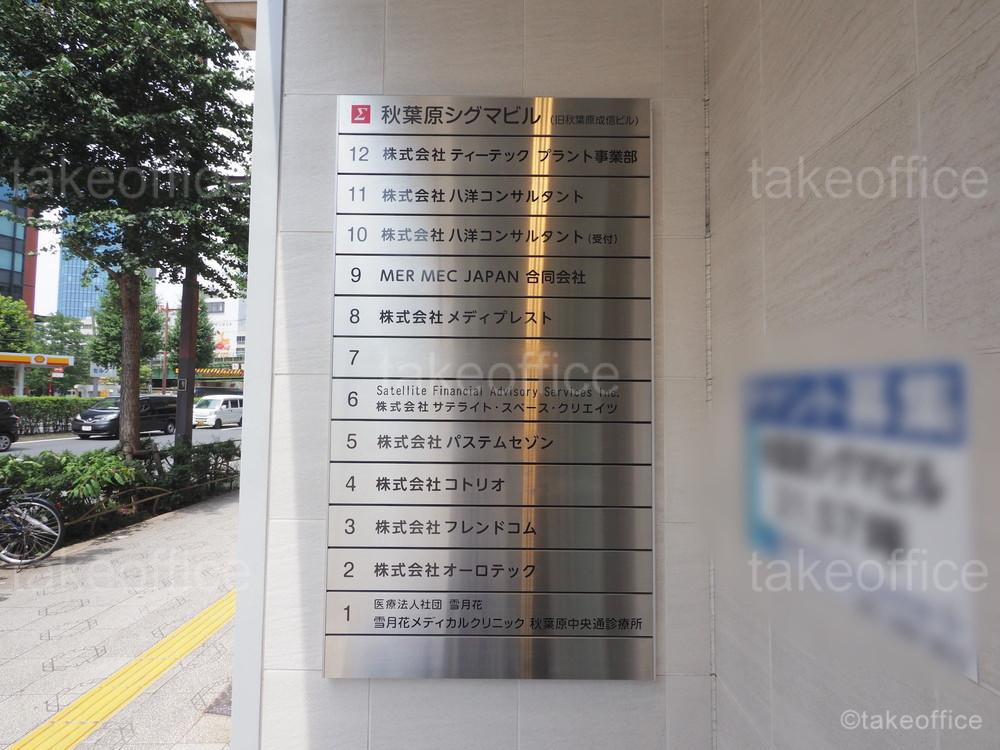 Σ 秋葉原シグマビル (旧秋葉原成信ビル)
12 株式会社 ティーテック プラント事業部
11 株式会社 八洋コンサルタント
10 株式会社 八洋コンサルタント (受付)
9 MER MEC JAPAN 合同会社
8 株式会社 メディプレスト
7
6 Satellite Financial Advisory Services Inc.
株式会社 サテライト・スペース・クリエイツ
5 株式会社 パステムセゾン
4 株式会社 コトリオ
3 株式会社 フレンドコム
2 株式会社 オーロテック
1 医療法人社団 雪月花
雪月花メディカルクリニック 秋葉原中央通診療所
takeoffice
takeoffice
takeoffice
takeoffice
takeoffice
©takeoffice